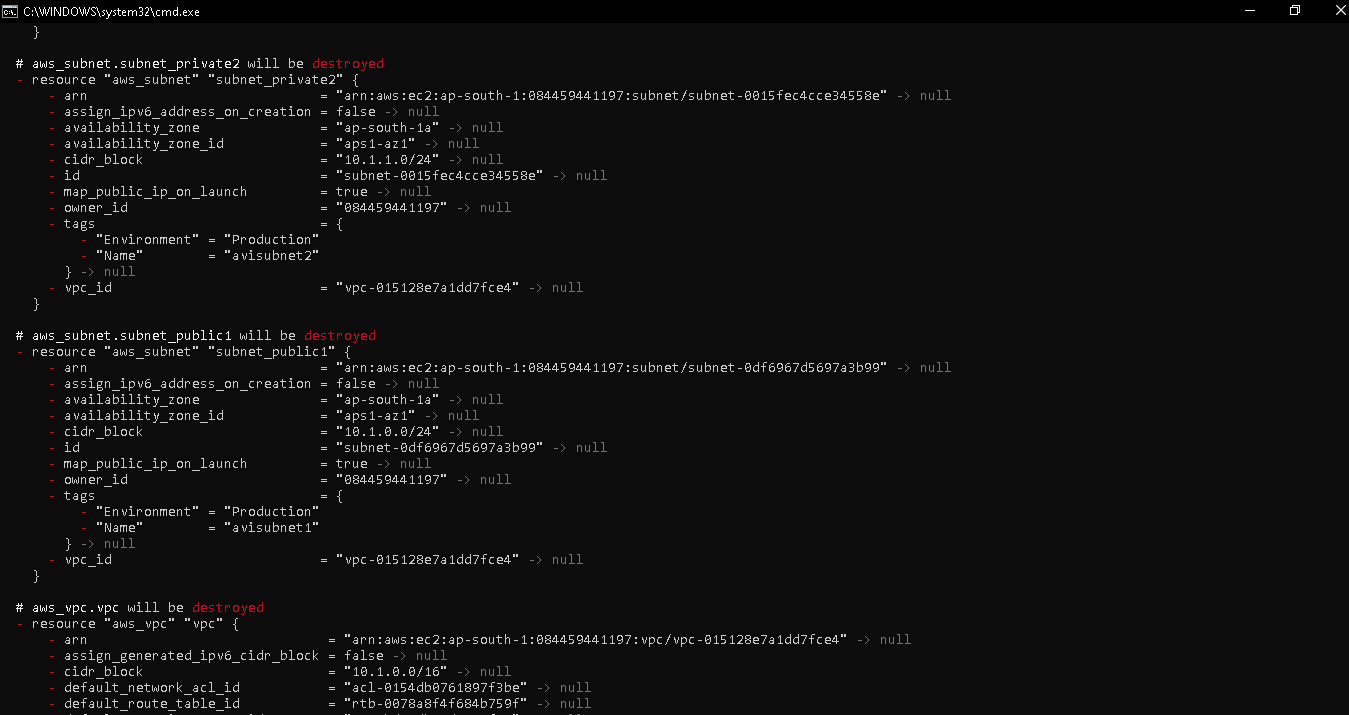 C:\WINDOWS\system32\cmd.exe
}
# aws_subnet.subnet_private2 will be destroyed
- resource "aws_subnet" "subnet_private2" {
- arn = "arn:aws:ec2:ap-south-1:084459441197:subnet/subnet-0015fec4cce34558e" -> null
- assign_ipv6_address_on_creation = false -> null
- availability_zone = "ap-south-1a" -> null
- availability_zone_id = "aps1-az1" -> null
- cidr_block = "10.1.1.0/24" -> null
- id = "subnet-0015fec4cce34558e" -> null
- map_public_ip_on_launch = true -> null
- owner_id = "084459441197" -> null
- tags = {
- "Environment" = "Production"
- "Name" = "avisubnet2"
} -> null
- vpc_id = "vpc-015128e7a1dd7fce4" -> null
}
# aws_subnet.subnet_public1 will be destroyed
- resource "aws_subnet" "subnet_public1" {
- arn = "arn:aws:ec2:ap-south-1:084459441197:subnet/subnet-0df6967d5697a3b99" -> null
- assign_ipv6_address_on_creation = false -> null
- availability_zone = "ap-south-1a" -> null
- availability_zone_id = "aps1-az1" -> null
- cidr_block = "10.1.0.0/24" -> null
- id = "subnet-0df6967d5697a3b99" -> null
- map_public_ip_on_launch = true -> null
- owner_id = "084459441197" -> null
- tags = {
- "Environment" = "Production"
- "Name" = "avisubnet1"
} -> null
- vpc_id = "vpc-015128e7a1dd7fce4" -> null
}
# aws_vpc.vpc will be destroyed
- resource "aws_vpc" "vpc" {
- arn = "arn:aws:ec2:ap-south-1:084459441197:vpc/vpc-015128e7a1dd7fce4" -> null
- assign_generated_ipv6_cidr_block = false -> null
- cidr_block = "10.1.0.0/16" -> null
- default_network_acl_id = "acl-0154db0761897f3be" -> null
- default_route_table_id = "rtb-0078a8f4f684b759f" -> null